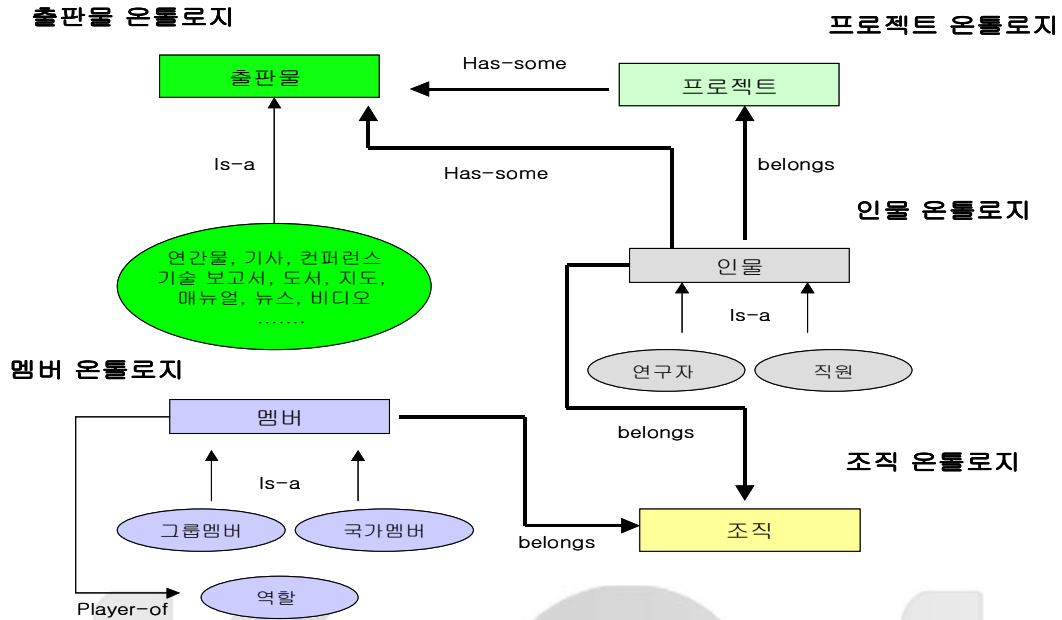 출판물 온톨로지
프로젝트 온톨로지
출판물
Has-some
프로젝트
Is-a
Has-some
belongs
인물 온톨로지
연간물, 기사, 컨퍼런스
기술 보고서, 도서, 지도,
매뉴얼, 뉴스, 비디오
.......
인물
Is-a
멤버 온톨로지
연구자
직원
멤버
belongs
조직 온톨로지
Is-a
그룹멤버
국가멤버
belongs
조직
역할
Player-of